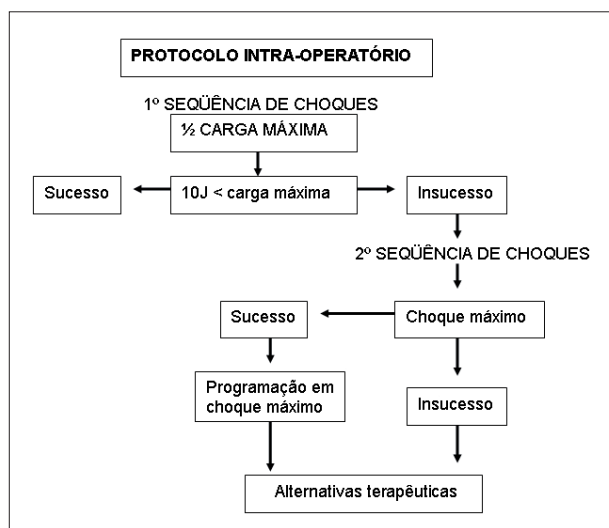 PROTOCOLO INTRA-OPERATÓRIO
1º SEQÜÊNCIA DE CHOQUES
½ CARGA MÁXIMA
Sucesso
10J < carga máxima
Insucesso
2º SEQÜÊNCIA DE CHOQUES
Sucesso
Choque máximo
Programação em
choque máximo
Insucesso
Alternativas terapêuticas